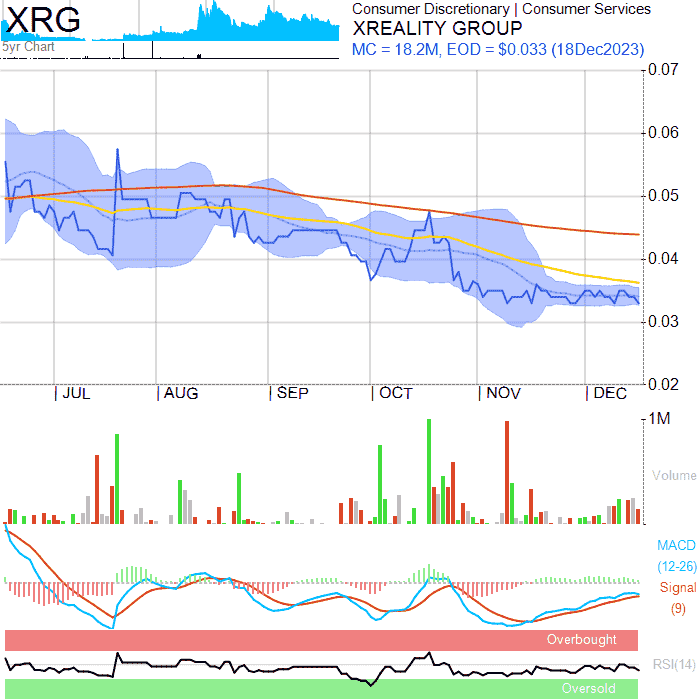 XRG
Consumer Discretionary | Consumer Services
XREALITY GROUP
5yr Chart
MC = 18.2M, EOD = $0.033 (18Dec2023)
0.07
0.06
0.05
0.04
0.03
0.02
| JUL | AUG | SEP | OCT | NOV | DEC
1M
Volume
MACD
(12-26)
Signal
(9)
Overbought
RSI(14)
Oversold